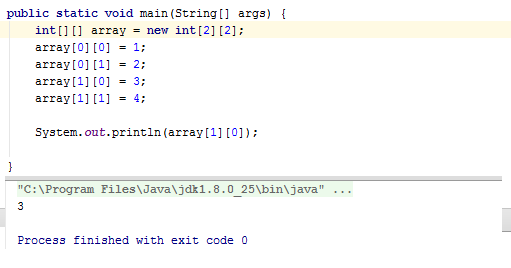 public static void main(String[] args) {
int[][] array = new int[2][2];
array[0][0] = 1;
array[0][1] = 2;
array[1][0] = 3;
array[1][1] = 4;
System.out.println(array[1][0]);
}
"C:\Program Files\Java\jdk1.8.0_25\bin\java" ...
3
Process finished with exit code 0